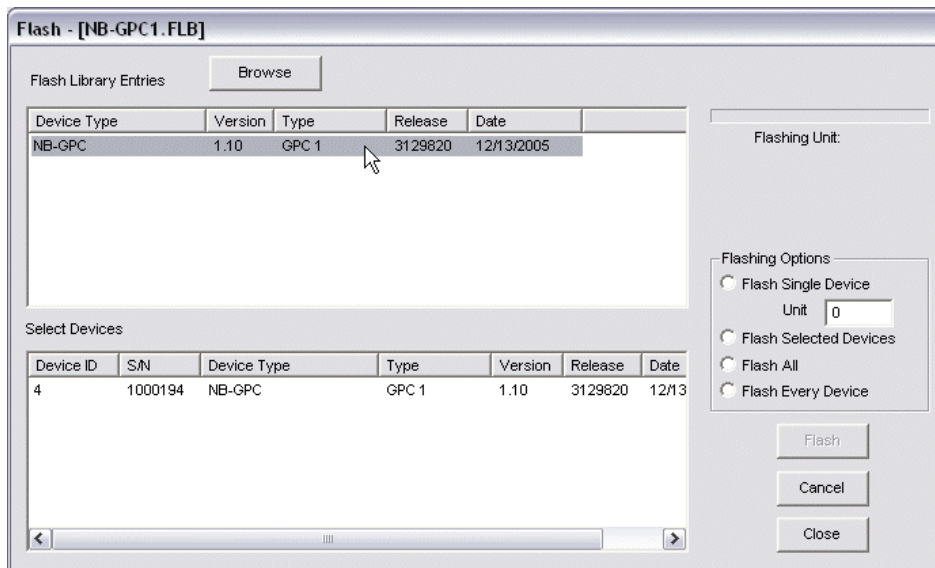 Flash - [NB-GPC1.FLB]
Flash Library Entries
Browse
Device Type Version Type Release Date
NB-GPC 1.10 GPC 1 3129820 12/13/2005
Flashing Unit:
Flashing Options
Flash Single Device
Unit 0
Flash Selected Devices
Flash All
Flash Every Device
Select Devices
Device ID S/N Device Type Type Version Release Date
4 1000194 NB-GPC GPC 1 1.10 3129820 12/13
Flash
Cancel
Close